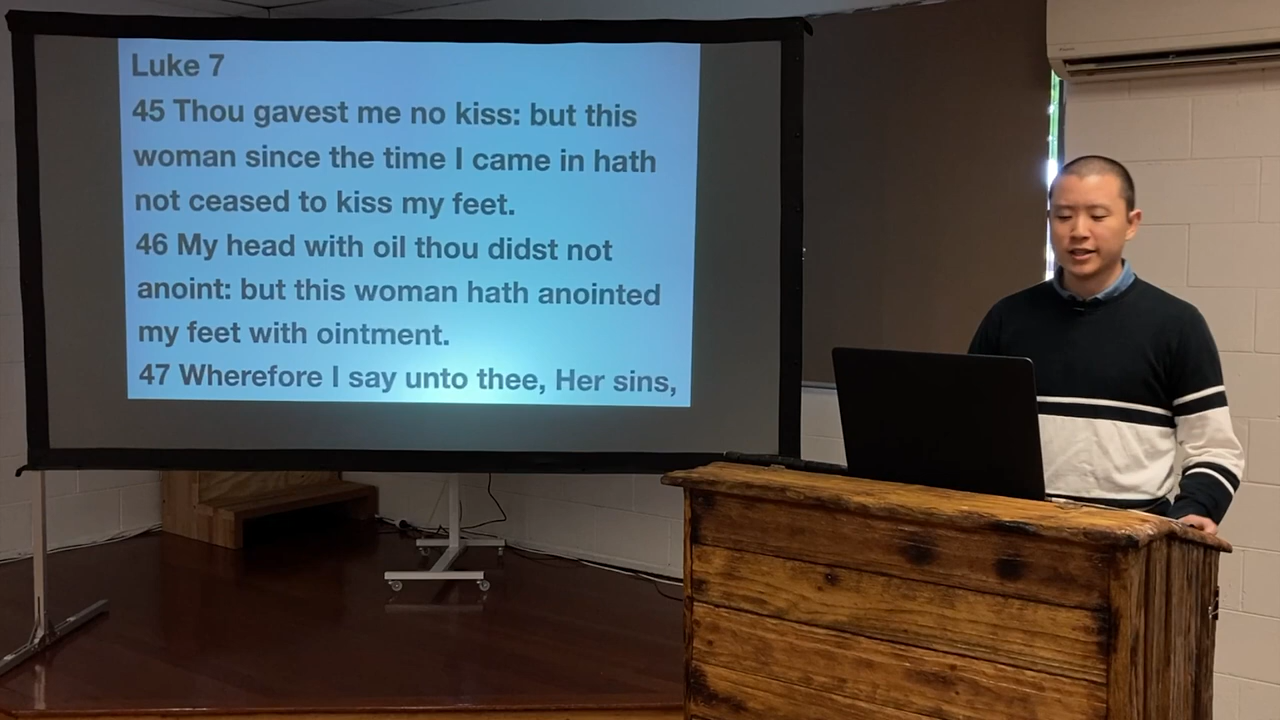 Luke 7
45 Thou gavest me no kiss: but this
woman since the time I came in hath
not ceased to kiss my feet.
46 My head with oil thou didst not
anoint: but this woman hath anointed
my feet with ointment.
47 Wherefore I say unto thee, Her sins,